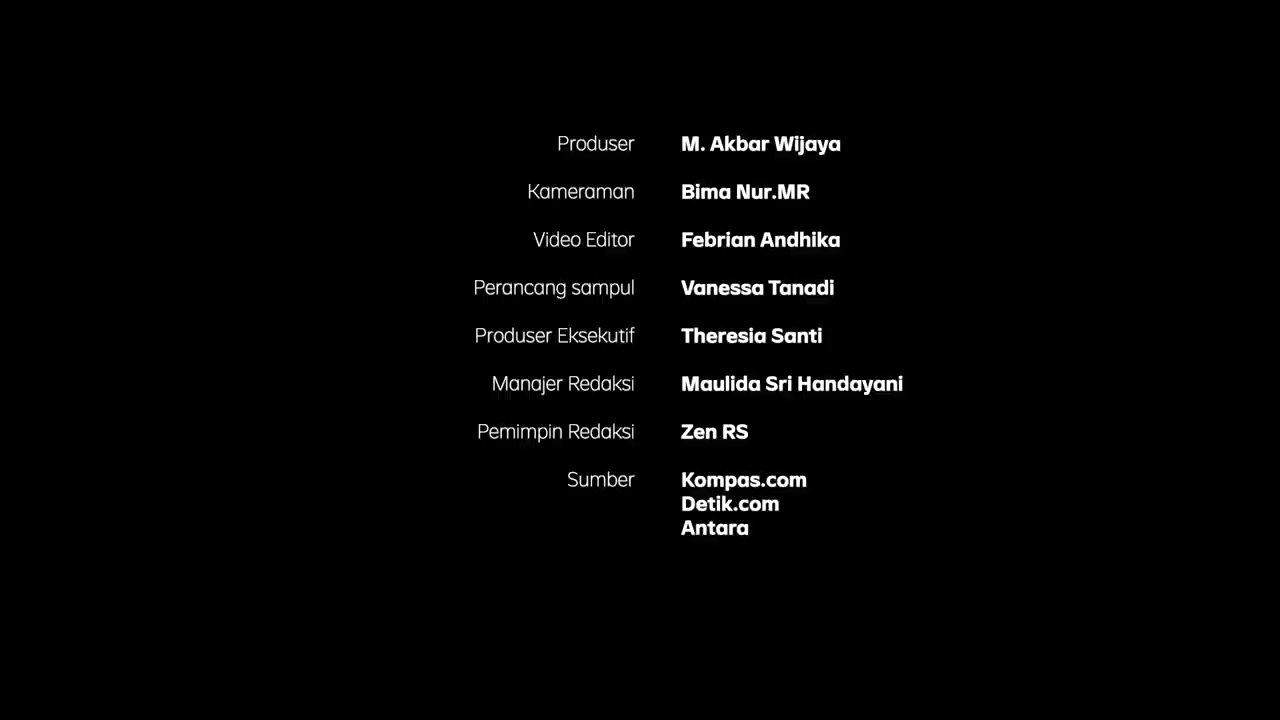 Produser M. Akbar Wijaya
Kameraman Bima Nur.MR
Video Editor Febrian Andhika
Perancang sampul Vanessa Tanadi
Produser Eksekutif Theresia Santi
Manajer Redaksi Maulida Sri Handayani
Pemimpin Redaksi Zen RS
Sumber Kompas.com
Detik.com
Antara